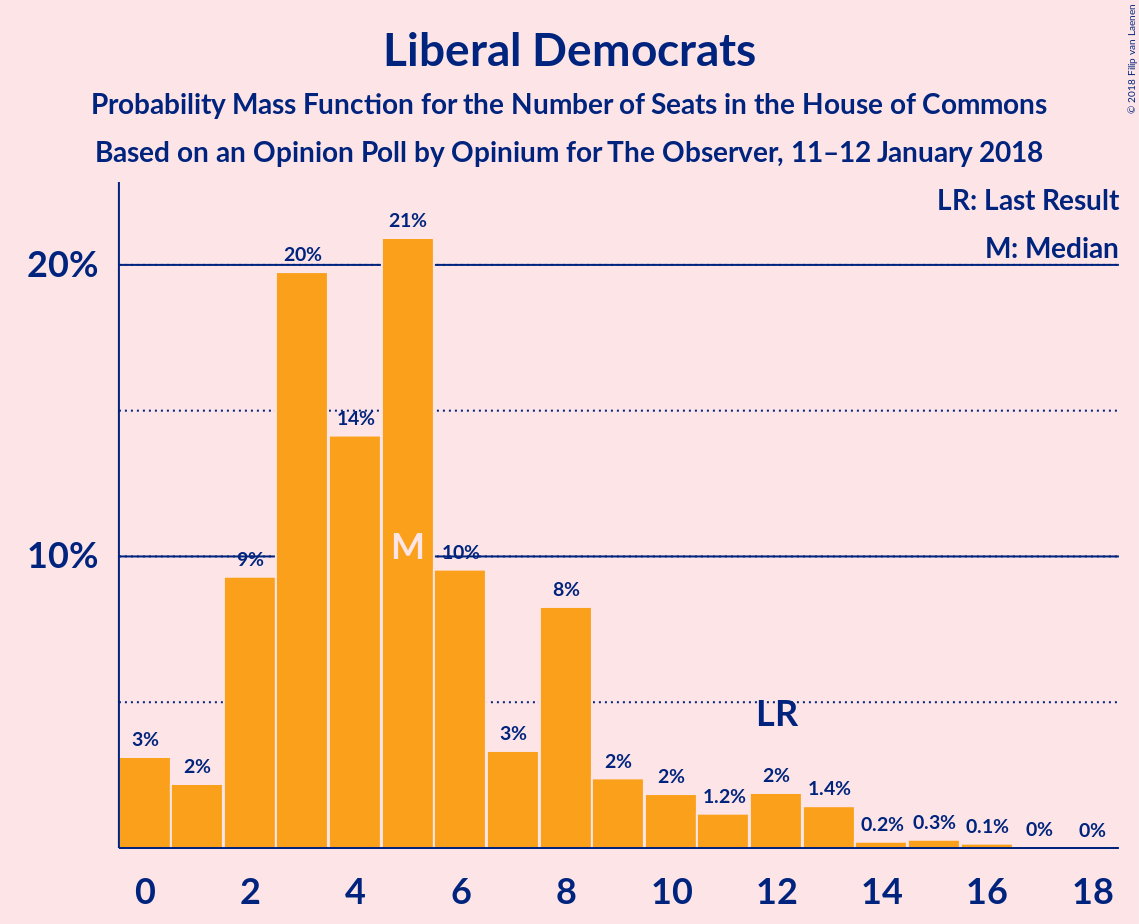 Liberal Democrats
Probability Mass Function for the Number of Seats in the House of Commons
Based on an Opinion Poll by Opinium for The Observer, 11–12 January 2018
© 2018 Filip van Laenen
LR: Last Result
M: Median
20%
10%
3%
2%
9%
20%
14%
21%
M
10%
3%
8%
2%
2%
1.2%
LR
2%
1.4%
0.2%
0.3%
0.1%
0%
0%
0 2 4 6 8 10 12 14 16 18